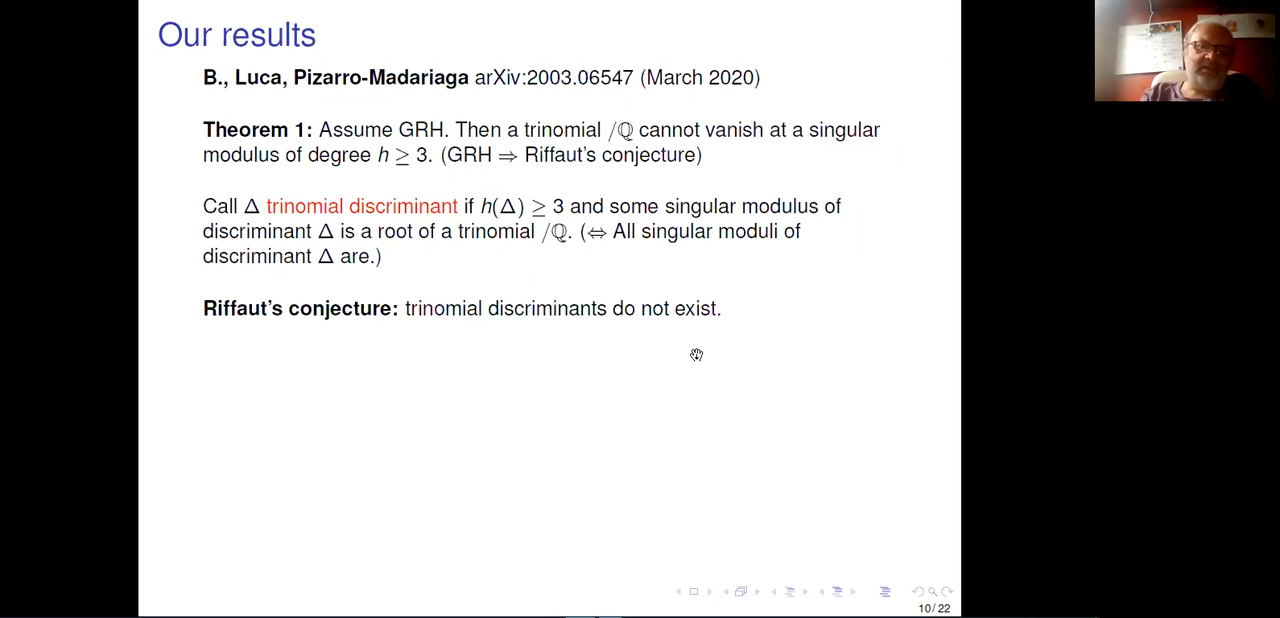 Our results
B., Luca, Pizarro-Madariaga arXiv:2003.06547 (March 2020)
Theorem 1: Assume GRH. Then a trinomial /ℚ cannot vanish at a singular
modulus of degree h ≥ 3. (GRH ⇒ Riffaut's conjecture)
Call Δ trinomial discriminant if h(Δ) ≥ 3 and some singular modulus of
discriminant Δ is a root of a trinomial /ℚ. (⇔ All singular moduli of
discriminant Δ are.)
Riffaut's conjecture: trinomial discriminants do not exist.
10/22